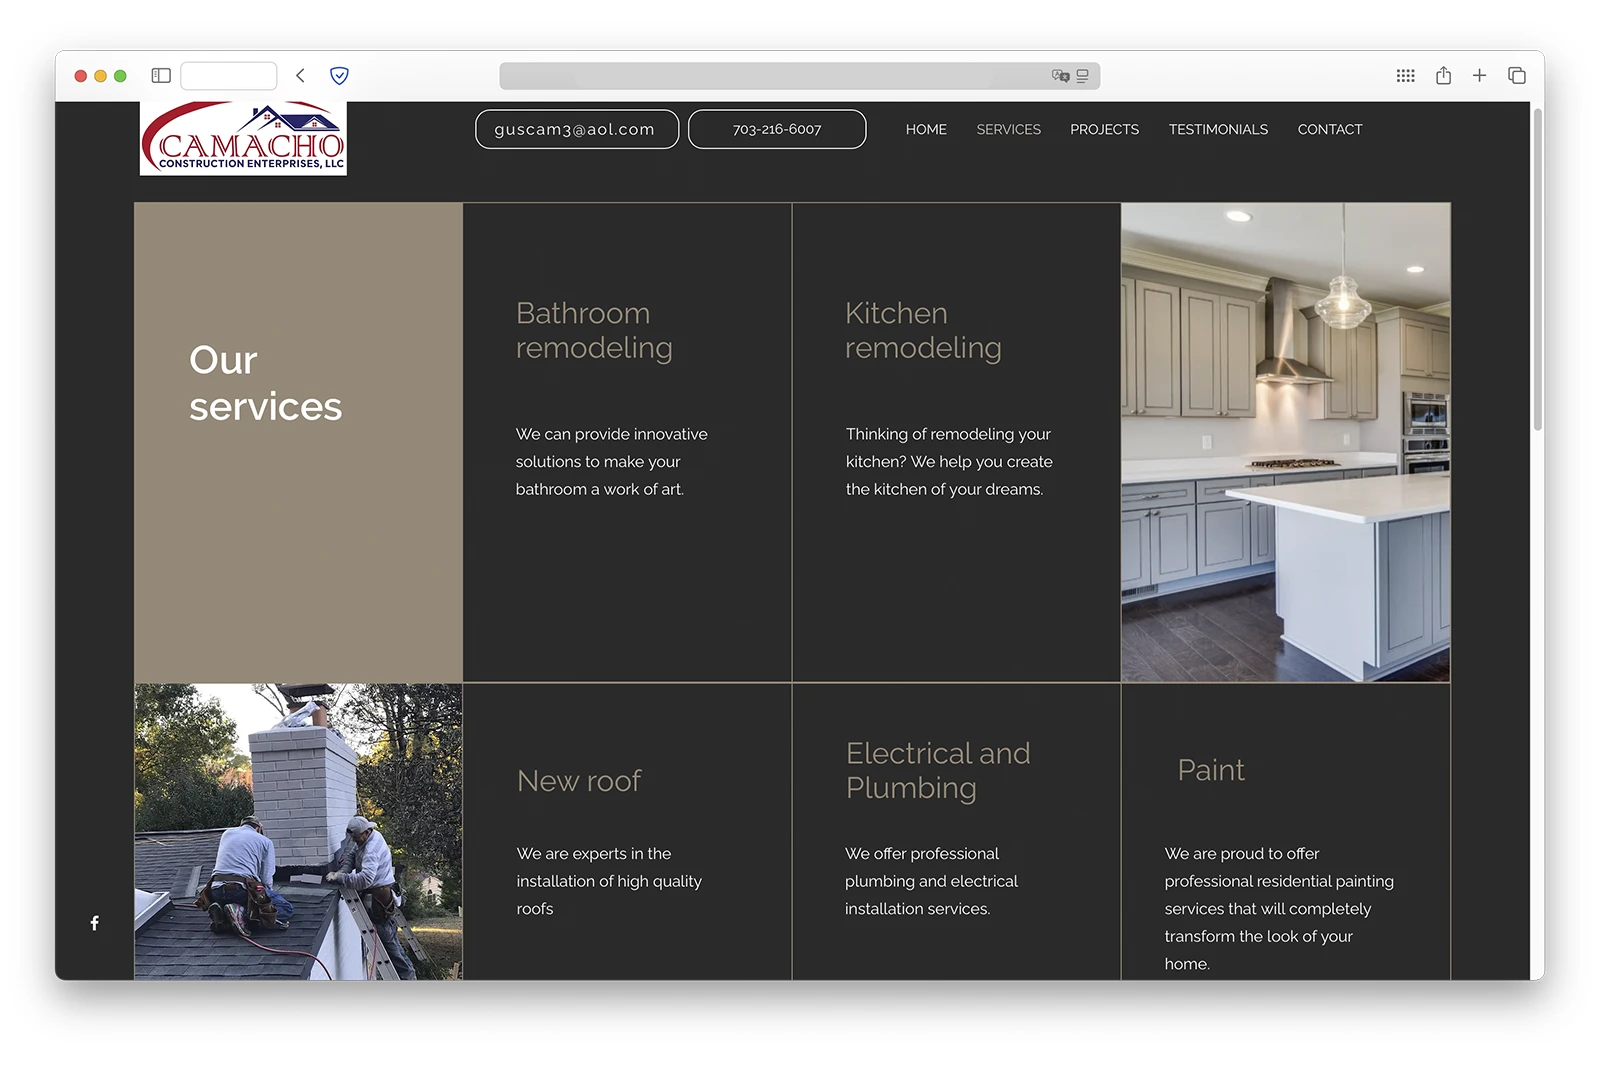 CAMACHO
CONSTRUCTION ENTERPRISES, LLC
guscam3@aol.com
703-216-6007
HOME
SERVICES
PROJECTS
TESTIMONIALS
CONTACT
Our
services
Bathroom
remodeling
We can provide innovative
solutions to make your
bathroom a work of art.
Kitchen
remodeling
Thinking of remodeling your
kitchen? We help you create
the kitchen of your dreams.
New roof
We are experts in the
installation of high quality
roofs
Electrical and
Plumbing
We offer professional
plumbing and electrical
installation services.
Paint
We are proud to offer
professional residential painting
services that will completely
transform the look of your
home.